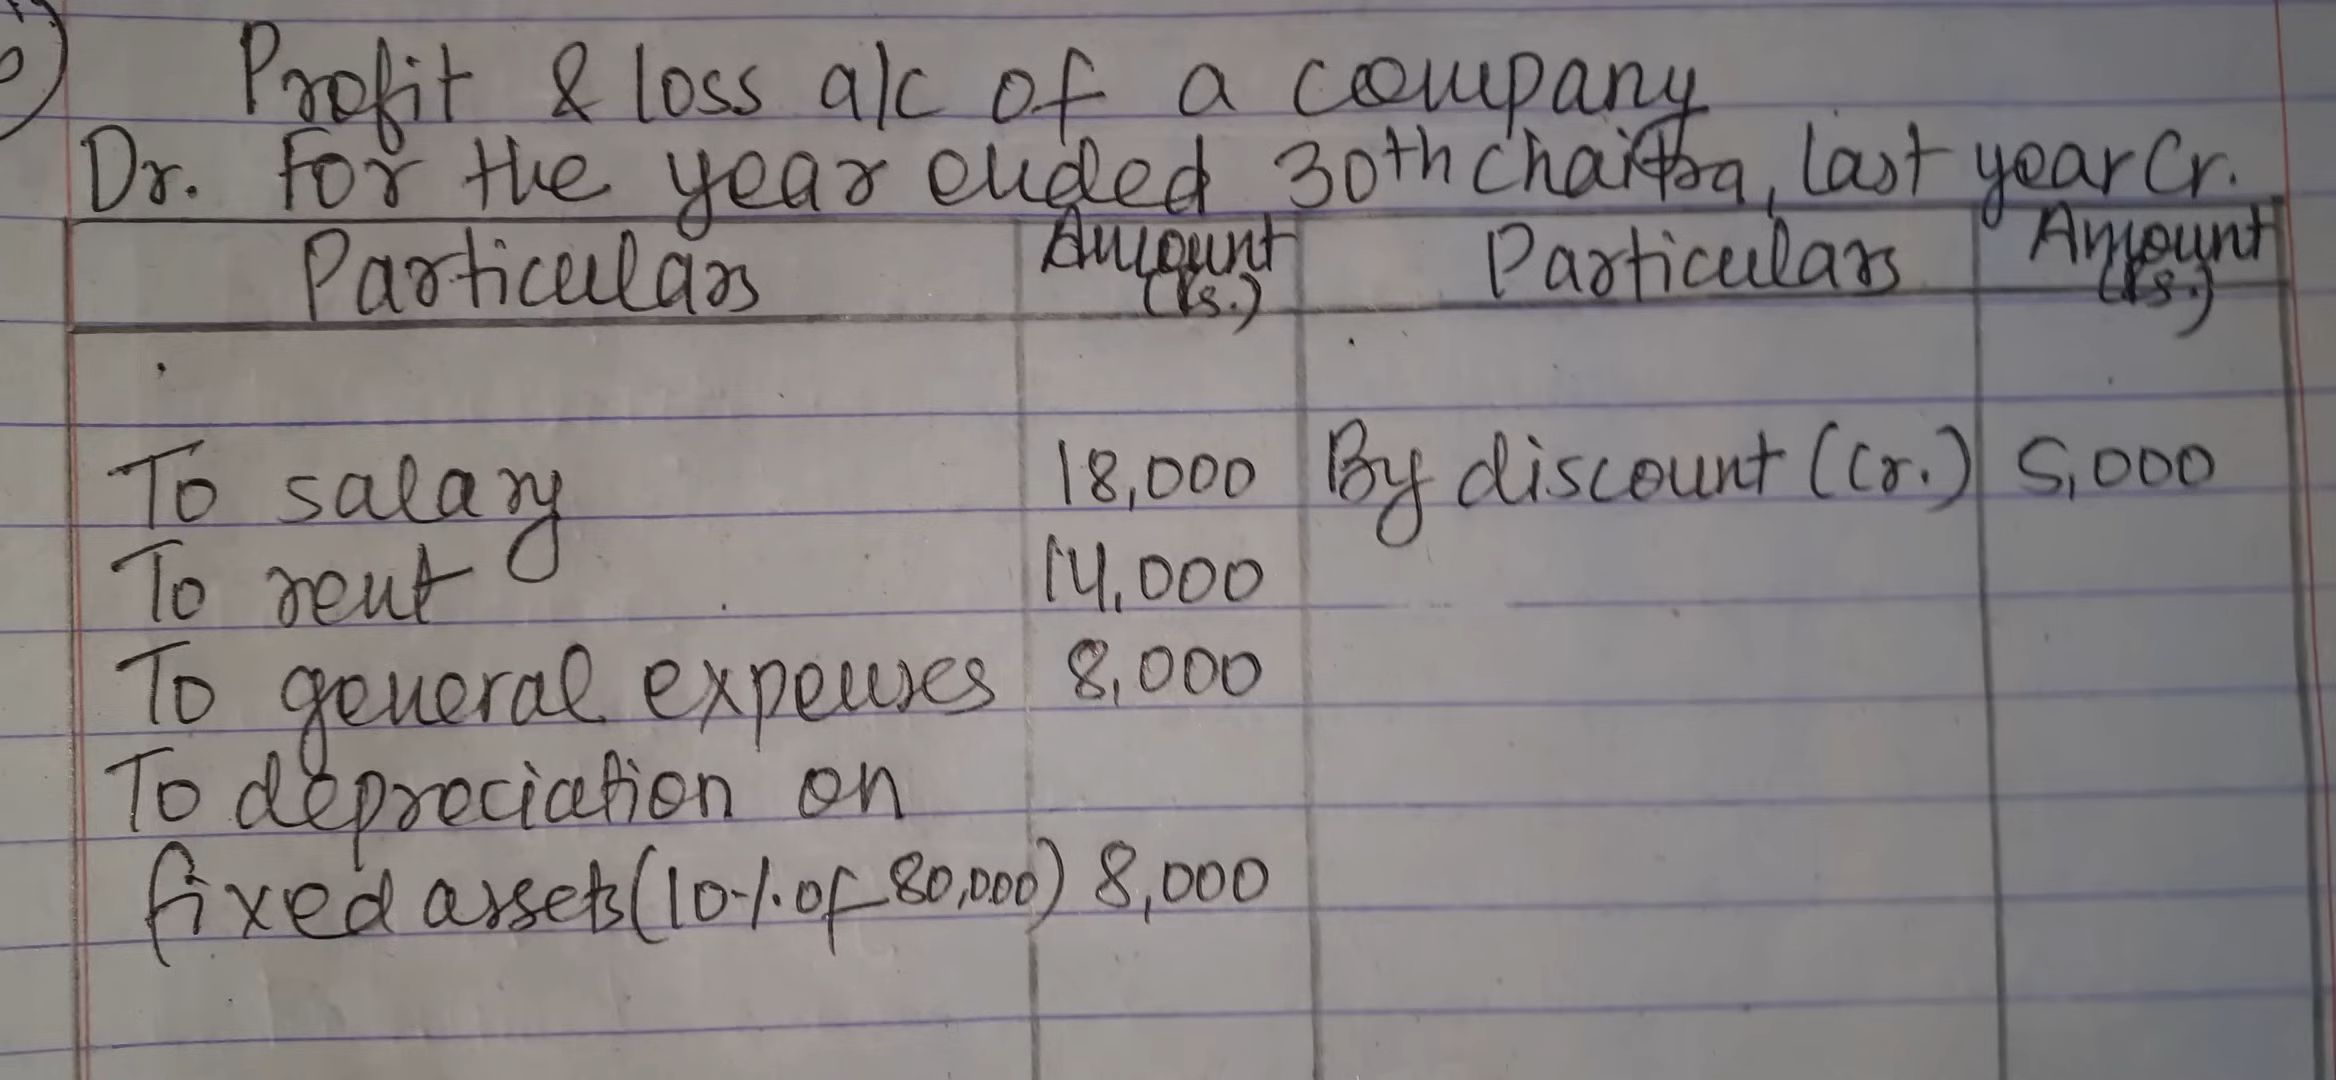 Profit & loss a/c of a company
Dr. For the year ended 30th Chaitra, last year Cr.
Particulars Amount (Rs.) Particulars Amount (Rs.)
To salary 18,000 By discount (Cr.) 5,000
To rent 14,000
To general expenses 8,000
To depreciation on
fixed assets (10% of 80,000) 8,000